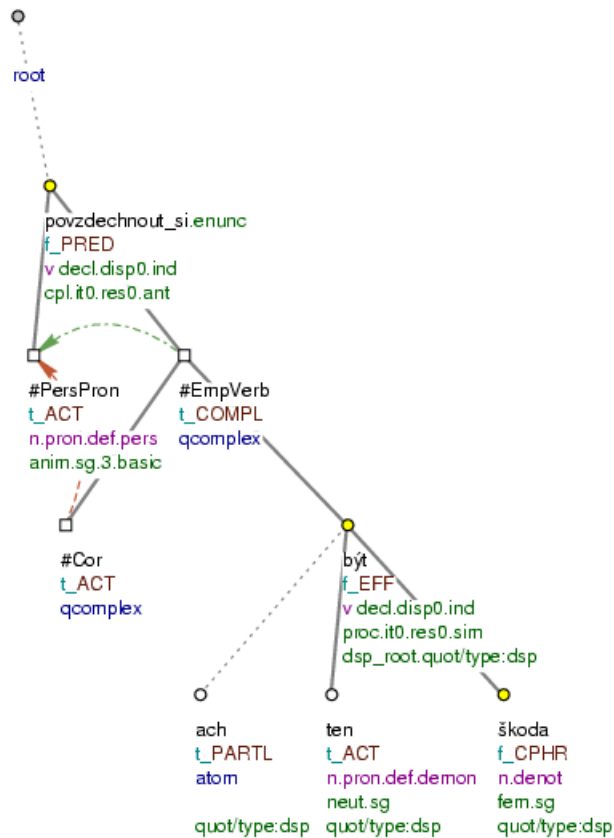 root
povzdechnout_si.enunc
f_PRED
v decl.disp0.ind
cpl.it0.res0.ant
#PersPron
t_ACT
n.pron.def.pers
anim.sg.3.basic
#EmpVerb
t_COMPL
qcomplex
#Cor
t_ACT
qcomplex
být
f_EFF
v decl.disp0.ind
proc.it0.res0.sim
dsp_root.quot/type:dsp
ach
t_PARTL
atom
quot/type:dsp
ten
t_ACT
n.pron.def.demon
neut.sg
quot/type:dsp
škoda
f_CPHR
n.denot
fem.sg
quot/type:dsp